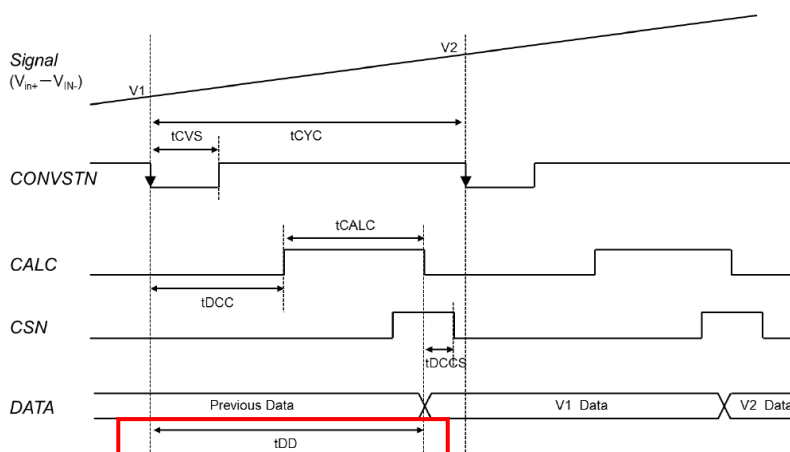 Signal
(Vin+－VIN-)
V1
V2
tCVS
tCYC
CONVSTN
tCALC
CALC
tDCC
CSN
tDCCS
DATA
Previous Data
V1 Data
V2 Data
tDD